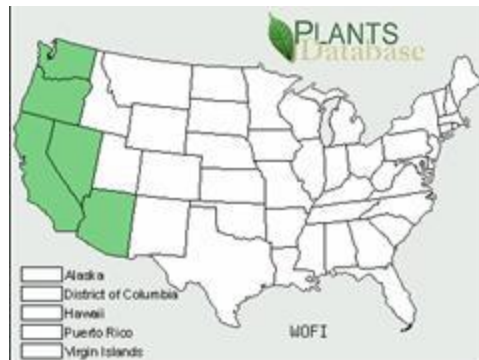 PLANTS
Database
Alaska
District of Columbia
Hawaii
Puerto Rico
Virgin Islands
WOFI